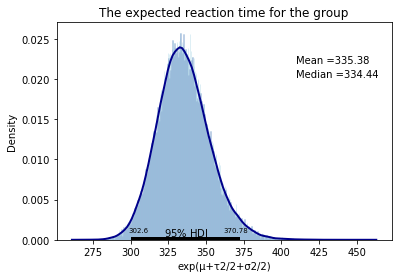 The expected reaction time for the group
0.025
0.020
0.015
0.010
0.005
0.000
Density
Mean =335.38
Median =334.44
302.6
95% HDI
370.78
275
300
325
350
375
400
425
450
exp(μ+τ2/2+σ2/2)